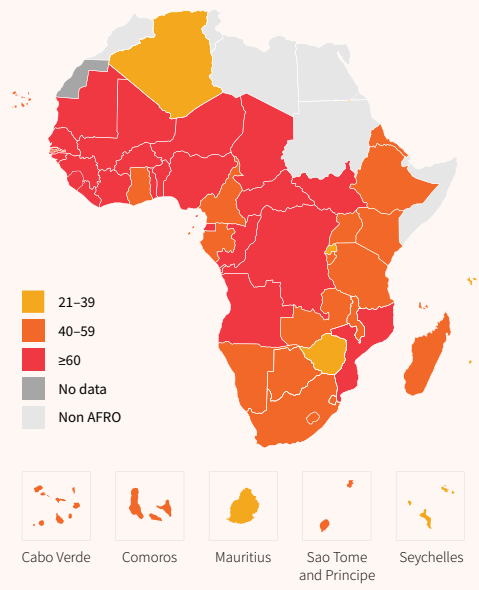 21–39
40–59
≥60
No data
Non AFRO
Cabo Verde
Comoros
Mauritius
Sao Tome
and Principe
Seychelles